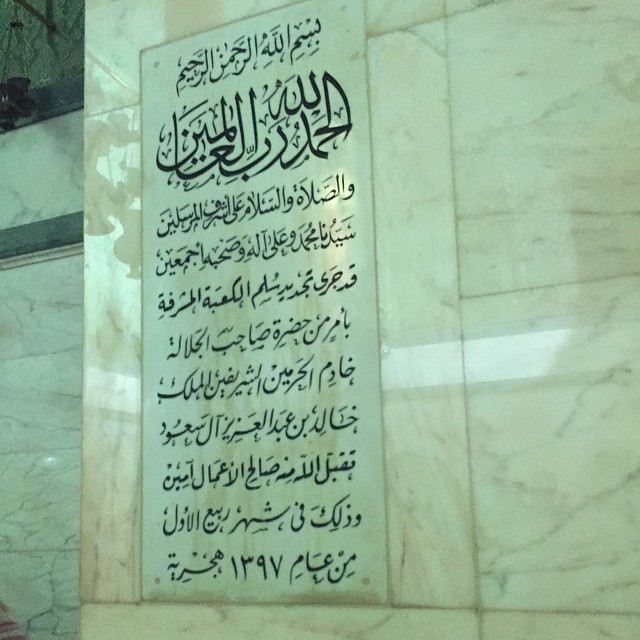 بسم الله الرحمن الرحيم
الحمد لله رب العالمين
والصلاة والسلام على أشرف المرسلين
سيدنا محمد وعلى آله وصحبه أجمعين
قد جرى تجديد سلم الكعبة المشرفة
بأمر من حضرة صاحب الجلالة
خادم الحرمين الشريفين الملك
خالد بن عبد العزيز آل سعود
تقبل الله منه صالح الأعمال آمين
وذلك في شهر ربيع الأول
من عام ١٣٩٧ هجرية